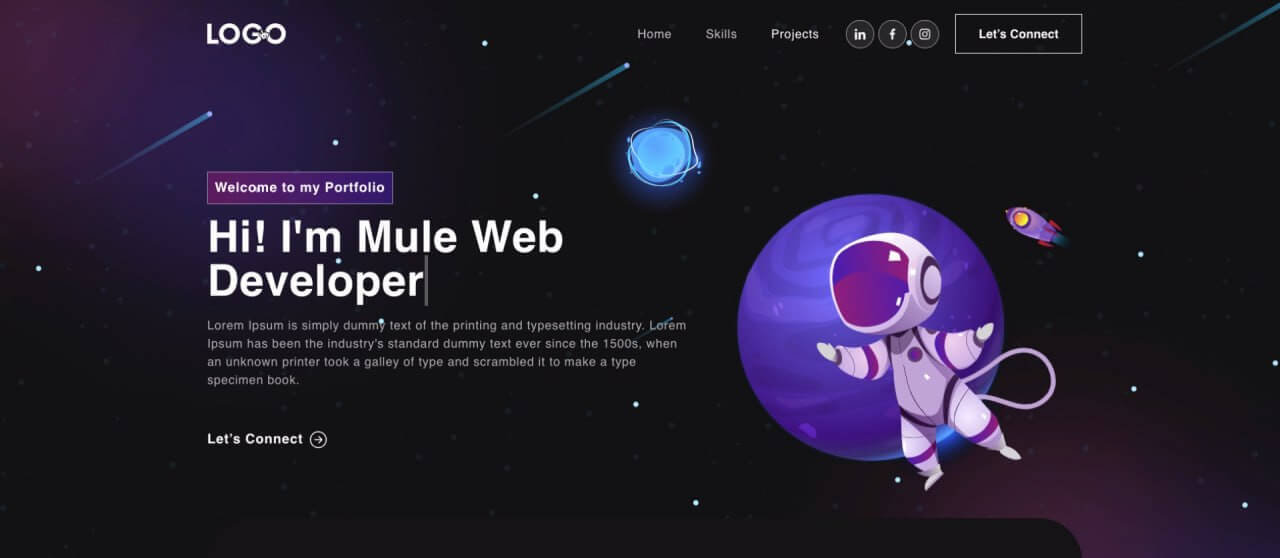 LOGO
Home Skills Projects Let's Connect
Welcome to my Portfolio
Hi! I'm Mule Web
Developer
Lorem Ipsum is simply dummy text of the printing and typesetting industry. Lorem
Ipsum has been the industry's standard dummy text ever since the 1500s, when
an unknown printer took a galley of type and scrambled it to make a type
specimen book.
Let's Connect